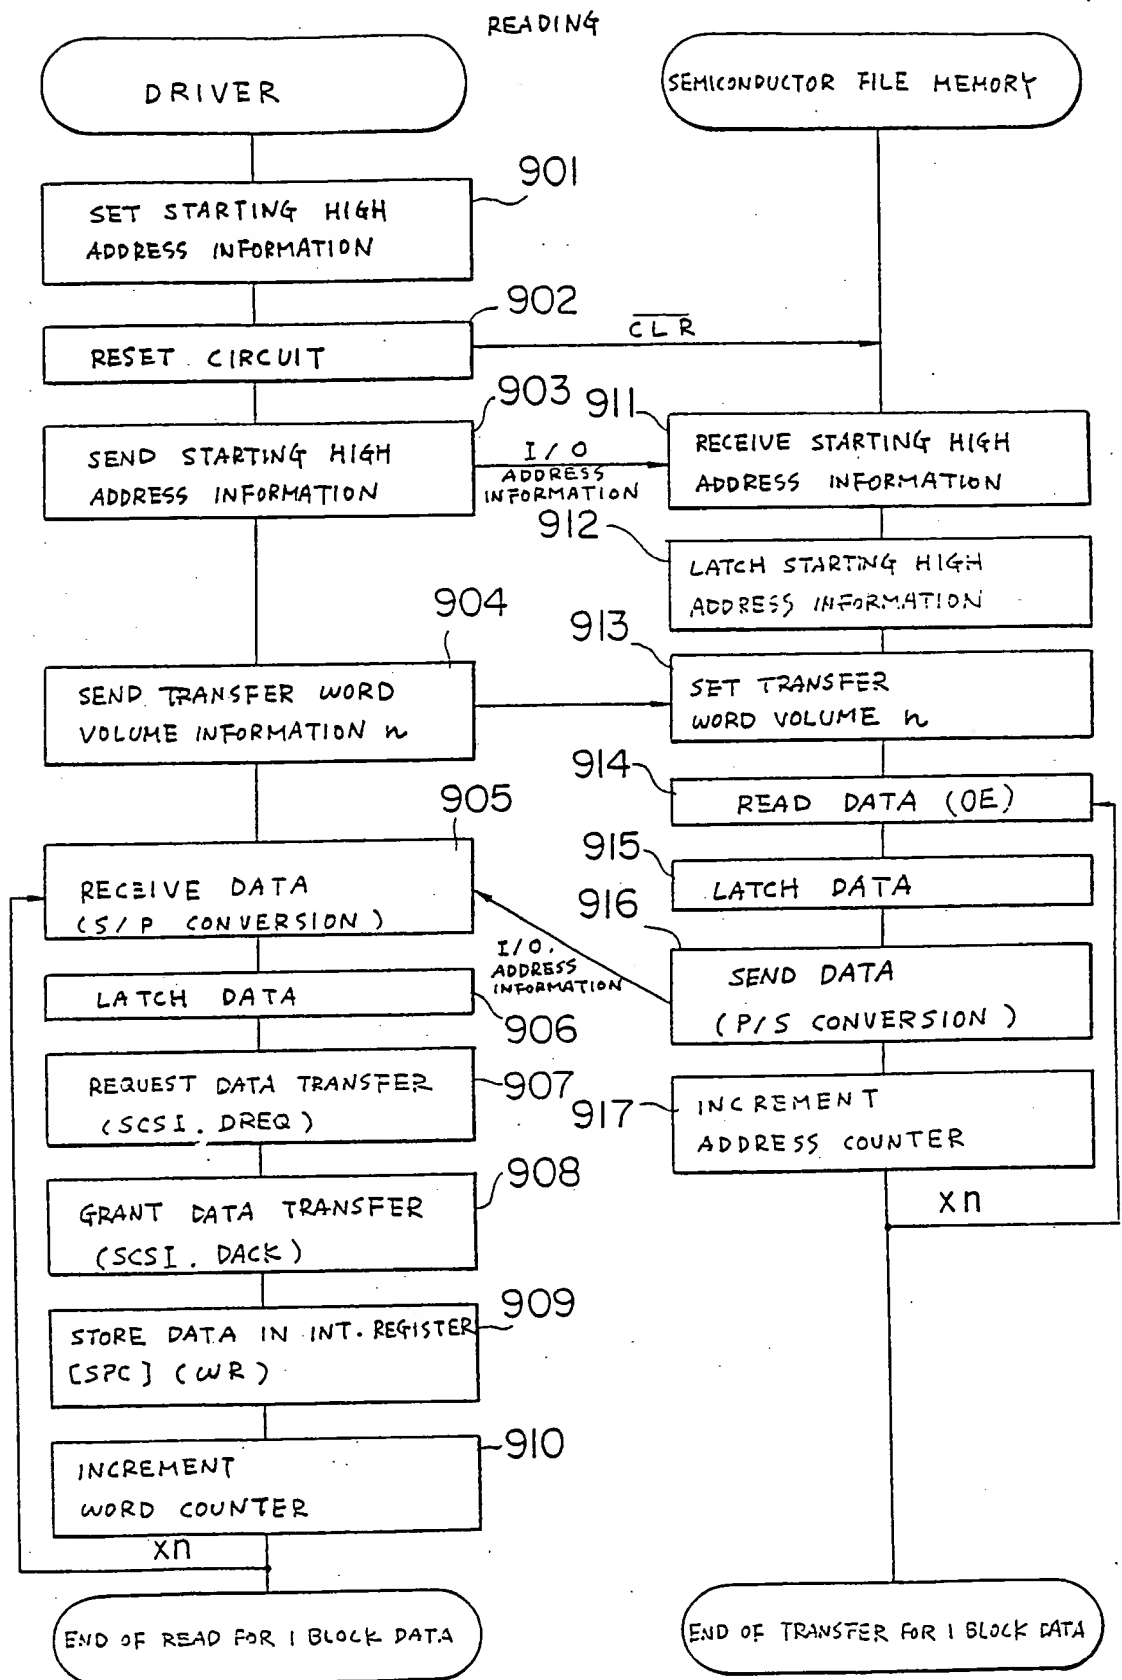 READING
DRIVER
SEMICONDUCTOR FILE MEMORY
901
SET STARTING HIGH
ADDRESS INFORMATION
902
RESET CIRCUIT
CLR
903
SEND STARTING HIGH
ADDRESS INFORMATION
I/O
ADDRESS
INFORMATION
911
RECEIVE STARTING HIGH
ADDRESS INFORMATION
912
LATCH STARTING HIGH
ADDRESS INFORMATION
904
SEND TRANSFER WORD
VOLUME INFORMATION n
913
SET TRANSFER
WORD VOLUME n
914
READ DATA (OE)
905
RECEIVE DATA
(S/P CONVERSION)
915
LATCH DATA
916
SEND DATA
(P/S CONVERSION)
I/O.
ADDRESS
INFORMATION
LATCH DATA
906
REQUEST DATA TRANSFER
(SCSI. DREQ)
907
917
INCREMENT
ADDRESS COUNTER
xn
908
GRANT DATA TRANSFER
(SCSI. DACK)
909
STORE DATA IN INT. REGISTER
[SPC] (WR)
910
INCREMENT
WORD COUNTER
xn
END OF READ FOR 1 BLOCK DATA
END OF TRANSFER FOR 1 BLOCK DATA